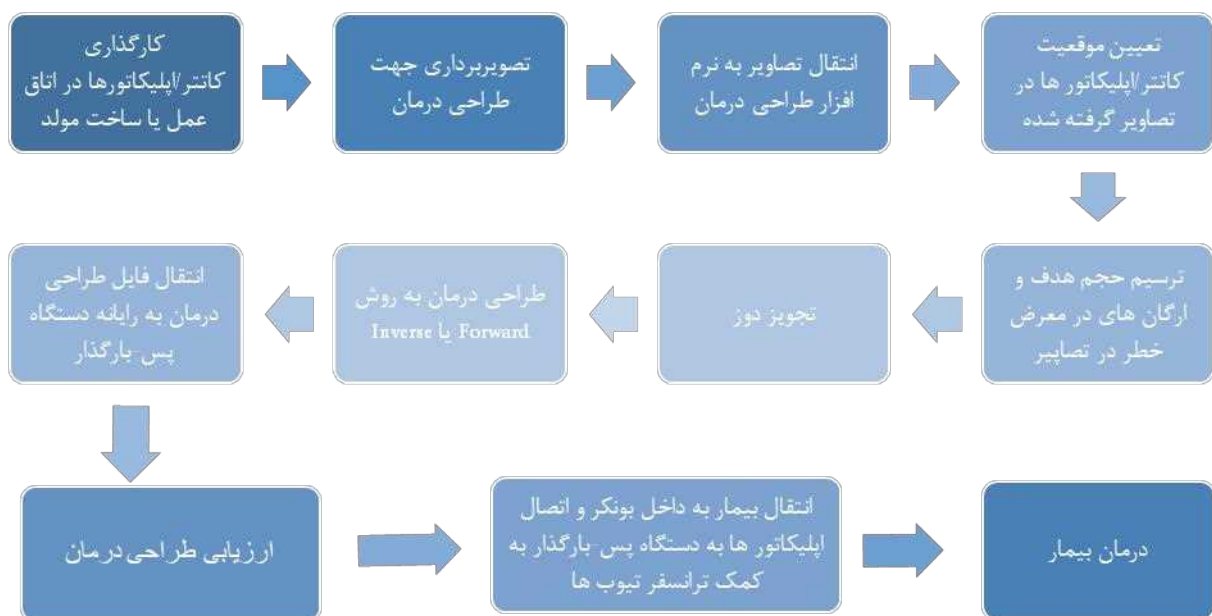 کارگذاری
کاتتر/اپلیکاتورها در اتاق
عمل یا ساخت مولد
تصویربرداری جهت
طراحی درمان
انتقال تصاویر به نرم
افزار طراحی درمان
تعیین موقعیت
کاتتر/اپلیکاتور ها در
تصاویر گرفته شده
ترسیم حجم هدف و
ارگان های در معرض
خطر در تصاپیر
تجویز دوز
طراحی درمان به روش
Forward یا Inverse
انتقال فایل طراحی
درمان به رایانه دستگاه
پس-بارگذار
ارزیابی طراحی درمان
انتقال بیمار به داخل بونکر و اتصال
اپلیکاتور ها به دستگاه پس-بارگذار به
کمک ترانسفر تیوب ها
درمان بیمار